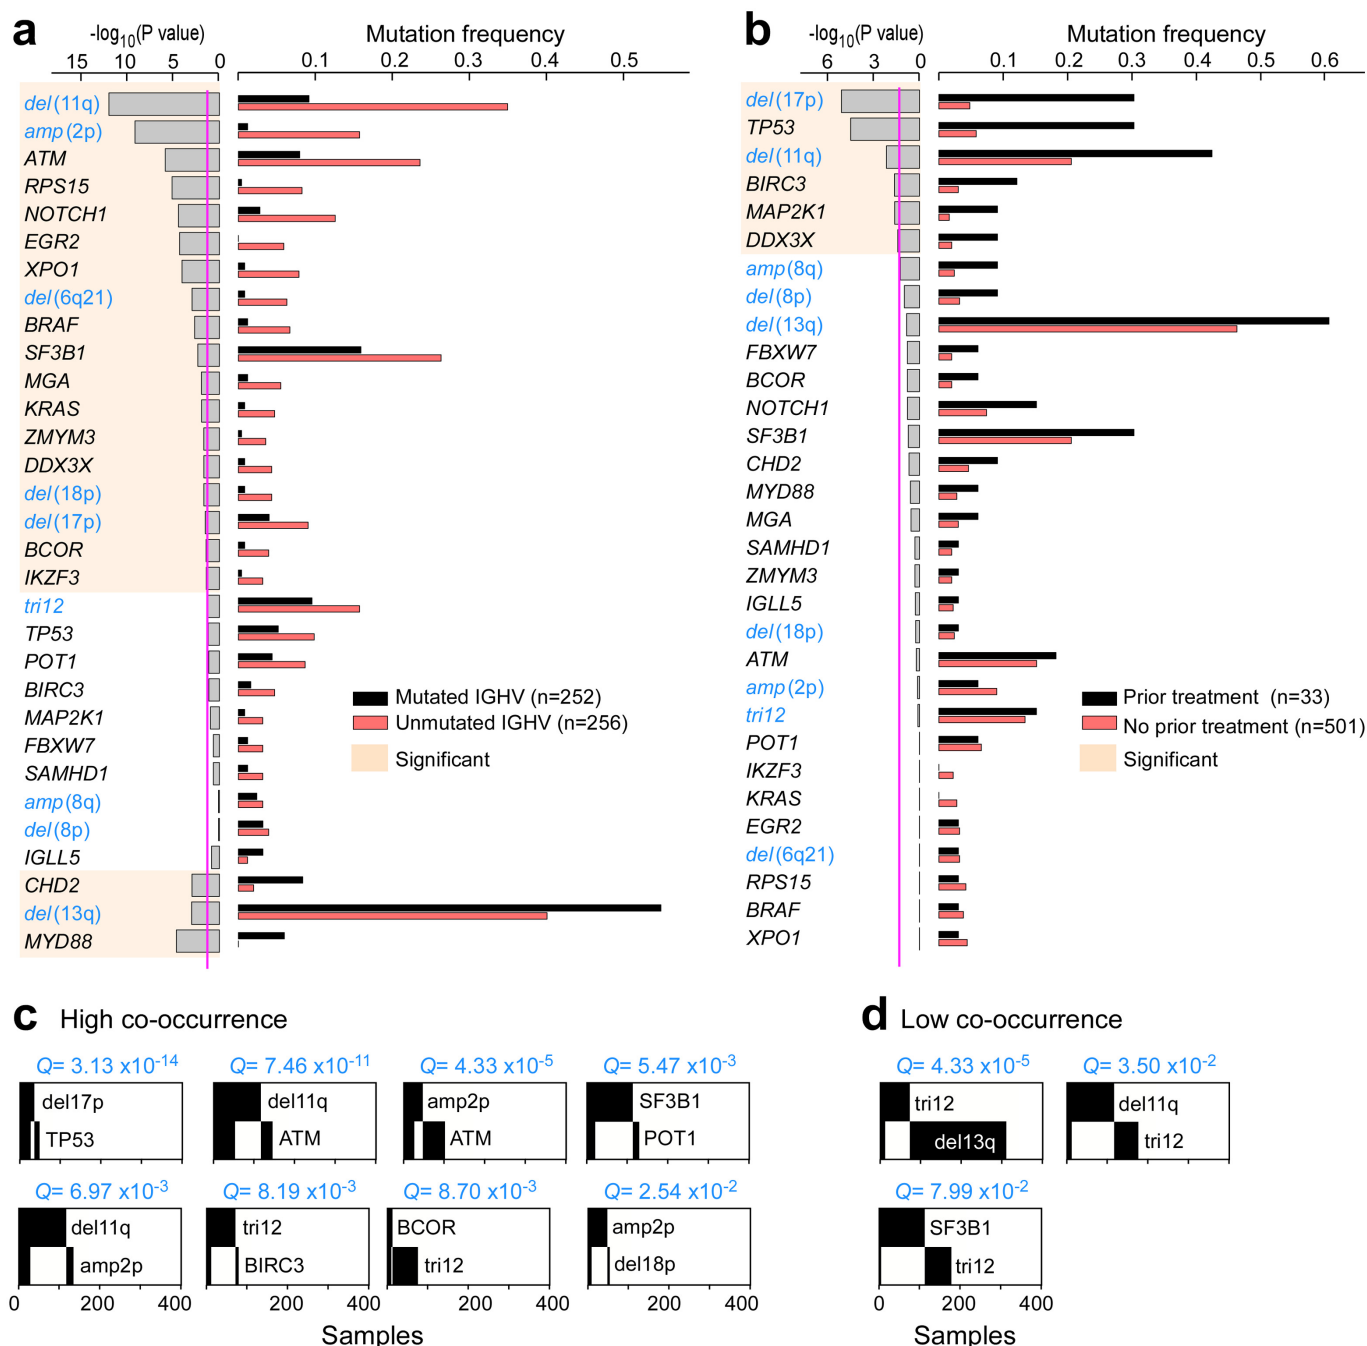 a
-log10(P value)
Mutation frequency
15 10 5 0 0.1 0.2 0.3 0.4 0.5
del(11q)
amp(2p)
ATM
RPS15
NOTCH1
EGR2
XPO1
del(6q21)
BRAF
SF3B1
MGA
KRAS
ZMYM3
DDX3X
del(18p)
del(17p)
BCOR
IKZF3
tri12
TP53
POT1
BIRC3
MAP2K1
FBXW7
SAMHD1
amp(8q)
del(8p)
IGLL5
CHD2
del(13q)
MYD88
Mutated IGHV (n=252)
Unmutated IGHV (n=256)
Significant
b
-log10(P value)
Mutation frequency
6 3 0 0.1 0.2 0.3 0.4 0.5 0.6
del(17p)
TP53
del(11q)
BIRC3
MAP2K1
DDX3X
amp(8q)
del(8p)
del(13q)
FBXW7
BCOR
NOTCH1
SF3B1
CHD2
MYD88
MGA
SAMHD1
ZMYM3
IGLL5
del(18p)
ATM
amp(2p)
tri12
POT1
IKZF3
KRAS
EGR2
del(6q21)
RPS15
BRAF
XPO1
Prior treatment (n=33)
No prior treatment (n=501)
Significant
c High co-occurrence
Q= 3.13 x10-14
del17p
TP53
Q= 7.46 x10-11
del11q
ATM
Q= 4.33 x10-5
amp2p
ATM
Q= 5.47 x10-3
SF3B1
POT1
Q= 6.97 x10-3
del11q
amp2p
0 200 400
Q= 8.19 x10-3
tri12
BIRC3
200 400
Q= 8.70 x10-3
BCOR
tri12
200 400
Q= 2.54 x10-2
amp2p
del18p
200 400
Samples
d Low co-occurrence
Q= 4.33 x10-5
tri12
del13q
Q= 3.50 x10-2
del11q
tri12
Q= 7.99 x10-2
SF3B1
tri12
0 200 400
Samples